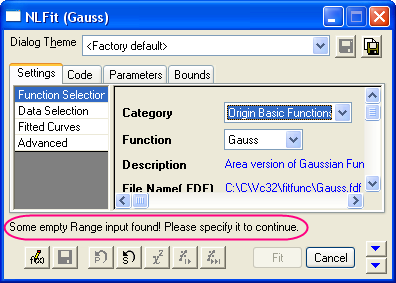 NLFit (Gauss)
Dialog Theme <Factory default>
Settings Code Parameters Bounds
Function Selection
Data Selection
Fitted Curves
Advanced
Category Origin Basic Functions
Function Gauss
Description Area version of Gaussian Fun
File Name(.FDF) C:\C\Vc32\fitfunc\Gauss.fdf
Some empty Range input found! Please specify it to continue.
f(x) P S χ² Fit Cancel